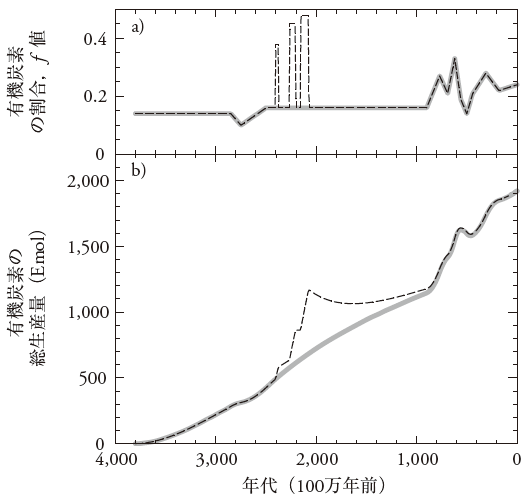 a)
有機炭素
の割合，f 値
0.4
0.2
0
b)
有機炭素の
総生産量（Emol）
2,000
1,500
1,000
500
0
4,000 3,000 2,000 1,000 0
年代（100万年前）